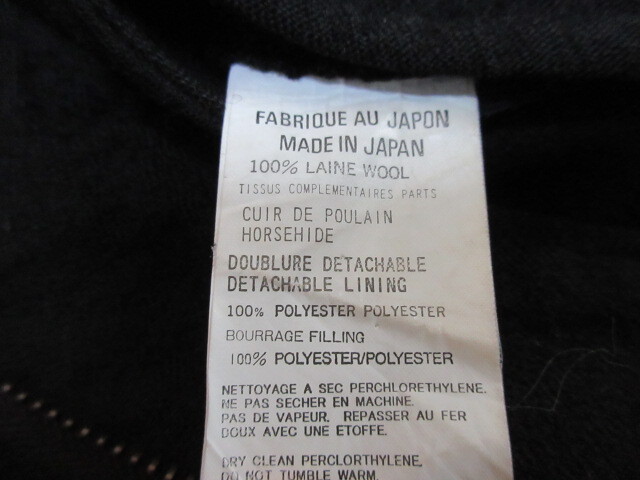 FABRIQUE AU JAPON
MADE IN JAPAN
100% LAINE WOOL
TISSUS COMPLEMENTAIRES PARTS
CUIR DE POULAIN
HORSEHIDE
DOUBLURE DETACHABLE
DETACHABLE LINING
100% POLYESTER POLYESTER
BOURRAGE FILLING
100% POLYESTER/POLYESTER
NETTOYAGE A SEC PERCHLORETHYLENE.
NE PAS SECHER EN MACHINE.
PAS DE VAPEUR, REPASSER AU FER
DOUX AVEC UNE ETOFFE.
DRY CLEAN PERCLORTHYLENE,
DO NOT TUMBLE WARM.